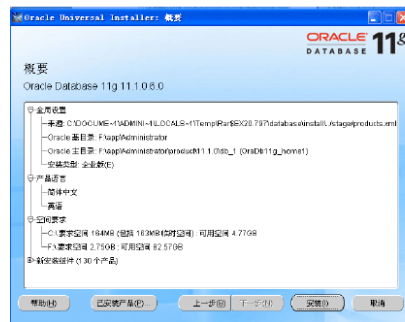 Oracle Universal Installer: 概要
ORACLE 11g
DATABASE
概要
Oracle Database 11g 11.1.0.6.0
全局设置
来源: C:\DOCUME~1\ADMINI~1\LOCALS~1\Temp\Rar$EX20.797\database\install\../stage\products.xml
Oracle 基目录: F:\app\Administrator
Oracle 主目录: F:\app\Administrator\product\11.1.0\db_1 (OraDb11g_home1)
安装类型: 企业版(E)
产品语言
简体中文
英语
空间要求
C:\ 要求空间 164MB (包括 163MB 临时空间) : 可用空间 4.77GB
F:\ 要求空间 2.75GB : 可用空间 62.57GB
新安装组件 (130 个产品)
帮助(H) 已安装产品(P)... 上一步(B) 下一步(N) 安装(I) 取消